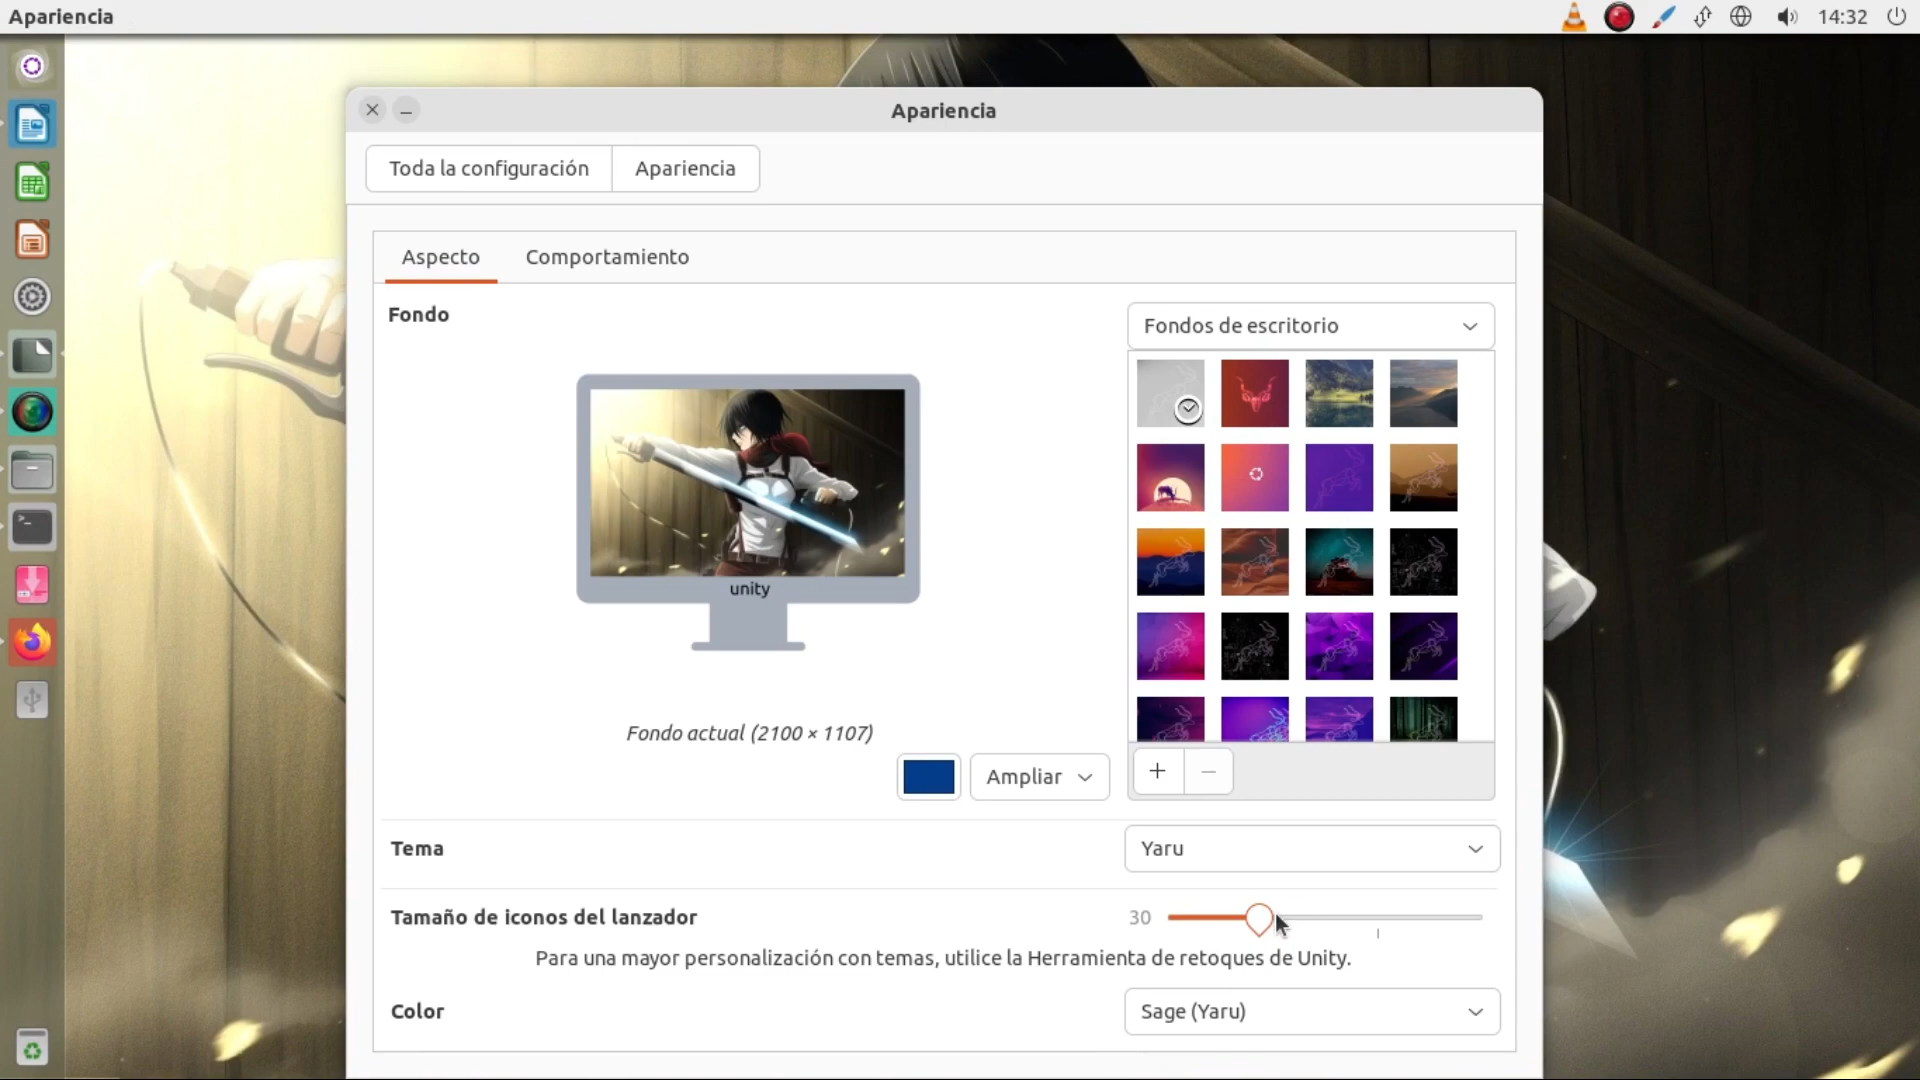 Apariencia
14:32
Apariencia
Toda la configuración
Apariencia
Aspecto
Comportamiento
Fondo
Fondos de escritorio
unity
Fondo actual (2100 × 1107)
Ampliar
Tema
Yaru
Tamaño de iconos del lanzador
30
Para una mayor personalización con temas, utilice la Herramienta de retoques de Unity.
Color
Sage (Yaru)